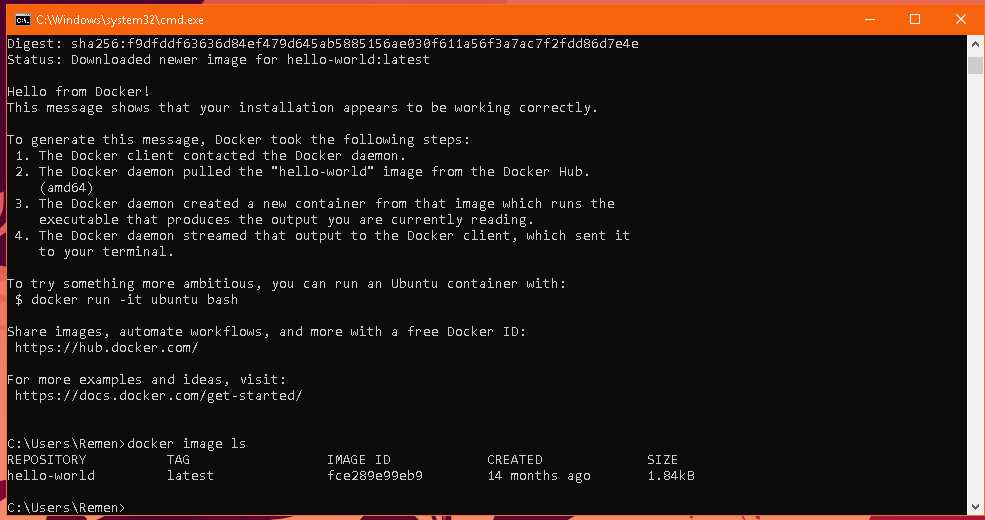 C:\Windows\system32\cmd.exe
Digest: sha256:f9dfddf63636d84ef479d645ab5885156ae030f611a56f3a7ac7f2fdd86d7e4e
Status: Downloaded newer image for hello-world:latest
Hello from Docker!
This message shows that your installation appears to be working correctly.
To generate this message, Docker took the following steps:
1. The Docker client contacted the Docker daemon.
2. The Docker daemon pulled the "hello-world" image from the Docker Hub.
(amd64)
3. The Docker daemon created a new container from that image which runs the
executable that produces the output you are currently reading.
4. The Docker daemon streamed that output to the Docker client, which sent it
to your terminal.
To try something more ambitious, you can run an Ubuntu container with:
$ docker run -it ubuntu bash
Share images, automate workflows, and more with a free Docker ID:
https://hub.docker.com/
For more examples and ideas, visit:
https://docs.docker.com/get-started/
C:\Users\Remen>docker image ls
REPOSITORY TAG IMAGE ID CREATED SIZE
hello-world latest fce289e99eb9 14 months ago 1.84kB
C:\Users\Remen>